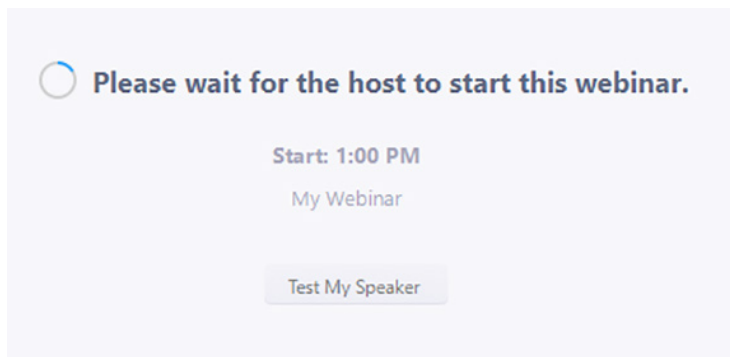 Please wait for the host to start this webinar.
Start: 1:00 PM
My Webinar
Test My Speaker